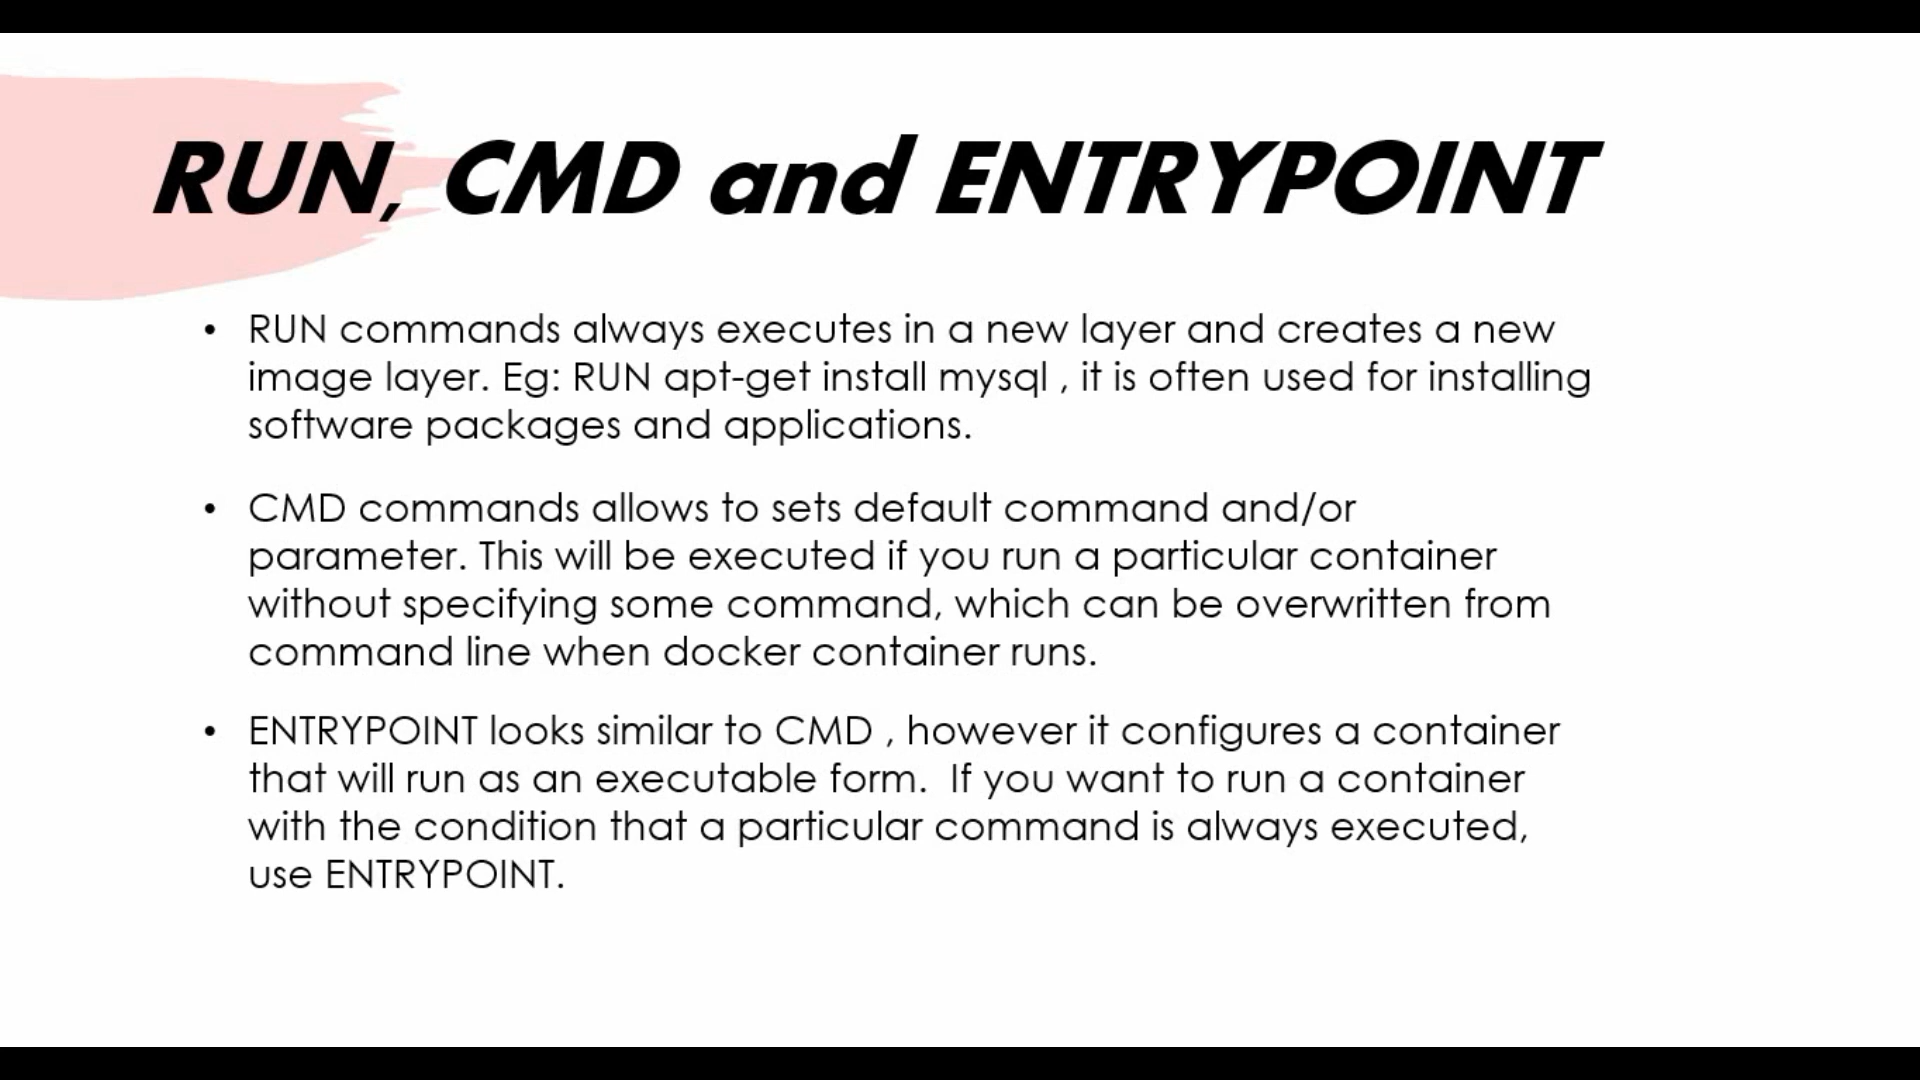 RUN, CMD and ENTRYPOINT
• RUN commands always executes in a new layer and creates a new
image layer. Eg: RUN apt-get install mysql , it is often used for installing
software packages and applications.
• CMD commands allows to sets default command and/or
parameter. This will be executed if you run a particular container
without specifying some command, which can be overwritten from
command line when docker container runs.
• ENTRYPOINT looks similar to CMD , however it configures a container
that will run as an executable form.  If you want to run a container
with the condition that a particular command is always executed,
use ENTRYPOINT.